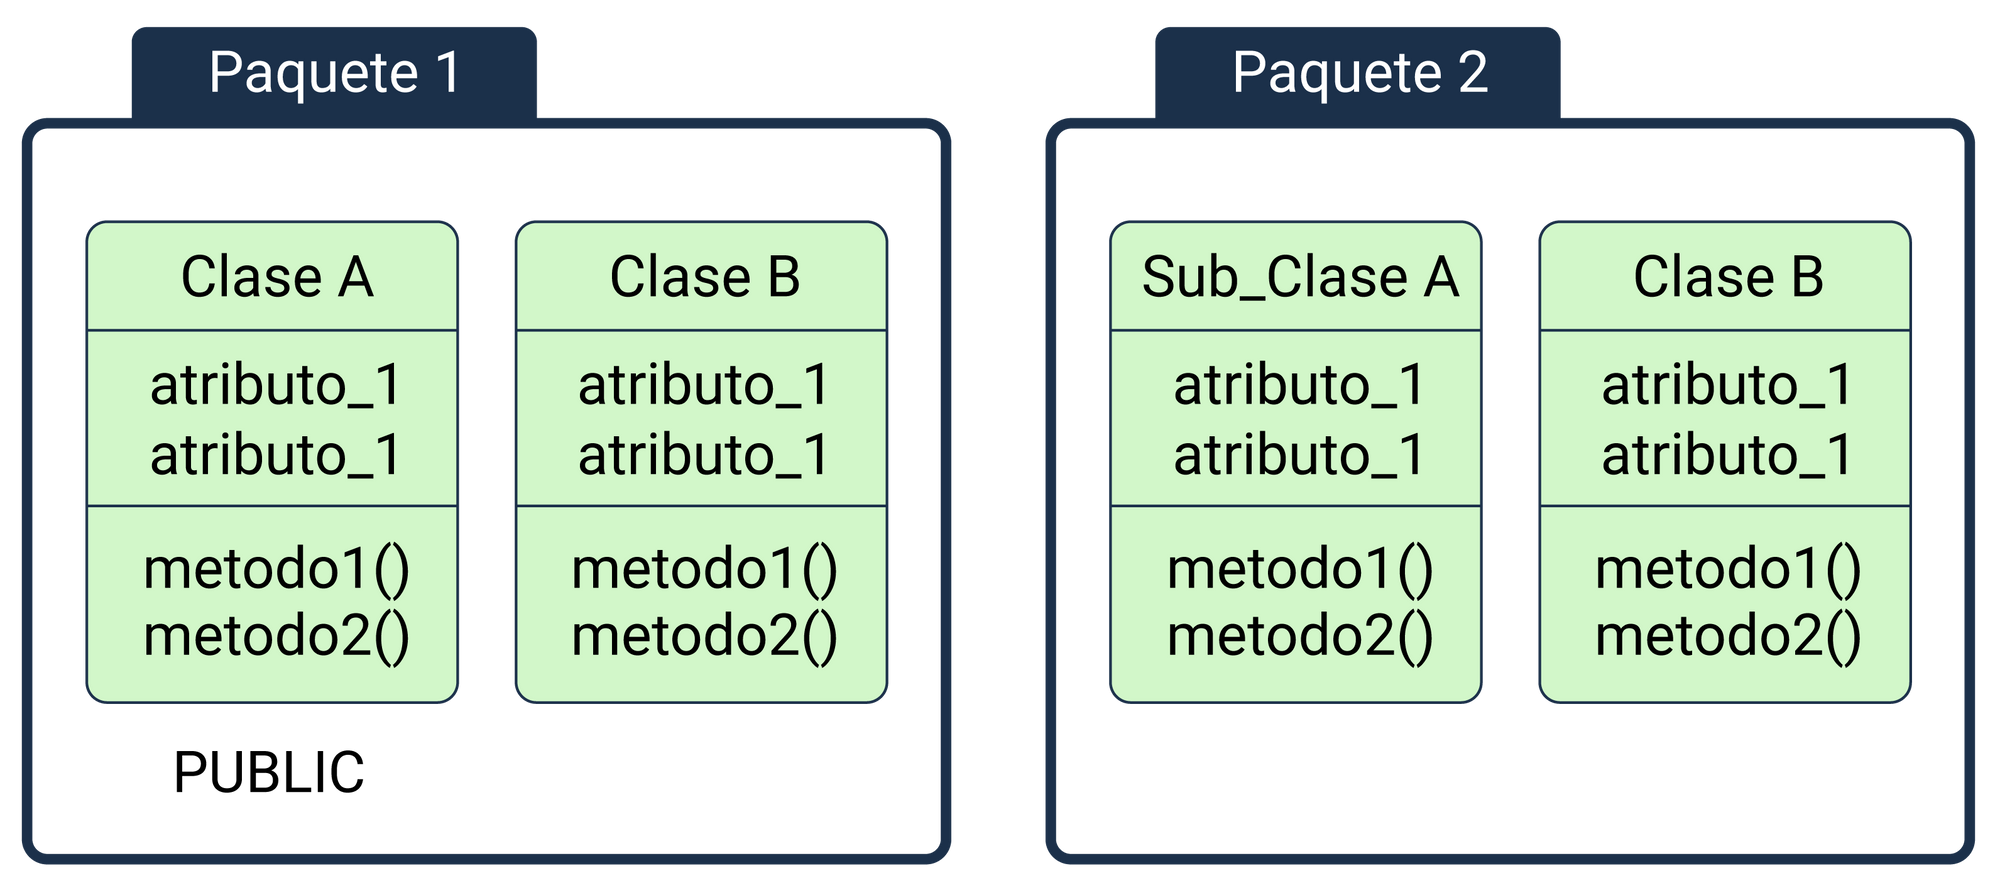 Paquete 1
Clase A
atributo_1
atributo_1
metodo1()
metodo2()
PUBLIC
Clase B
atributo_1
atributo_1
metodo1()
metodo2()
Paquete 2
Sub_Clase A
atributo_1
atributo_1
metodo1()
metodo2()
Clase B
atributo_1
atributo_1
metodo1()
metodo2()